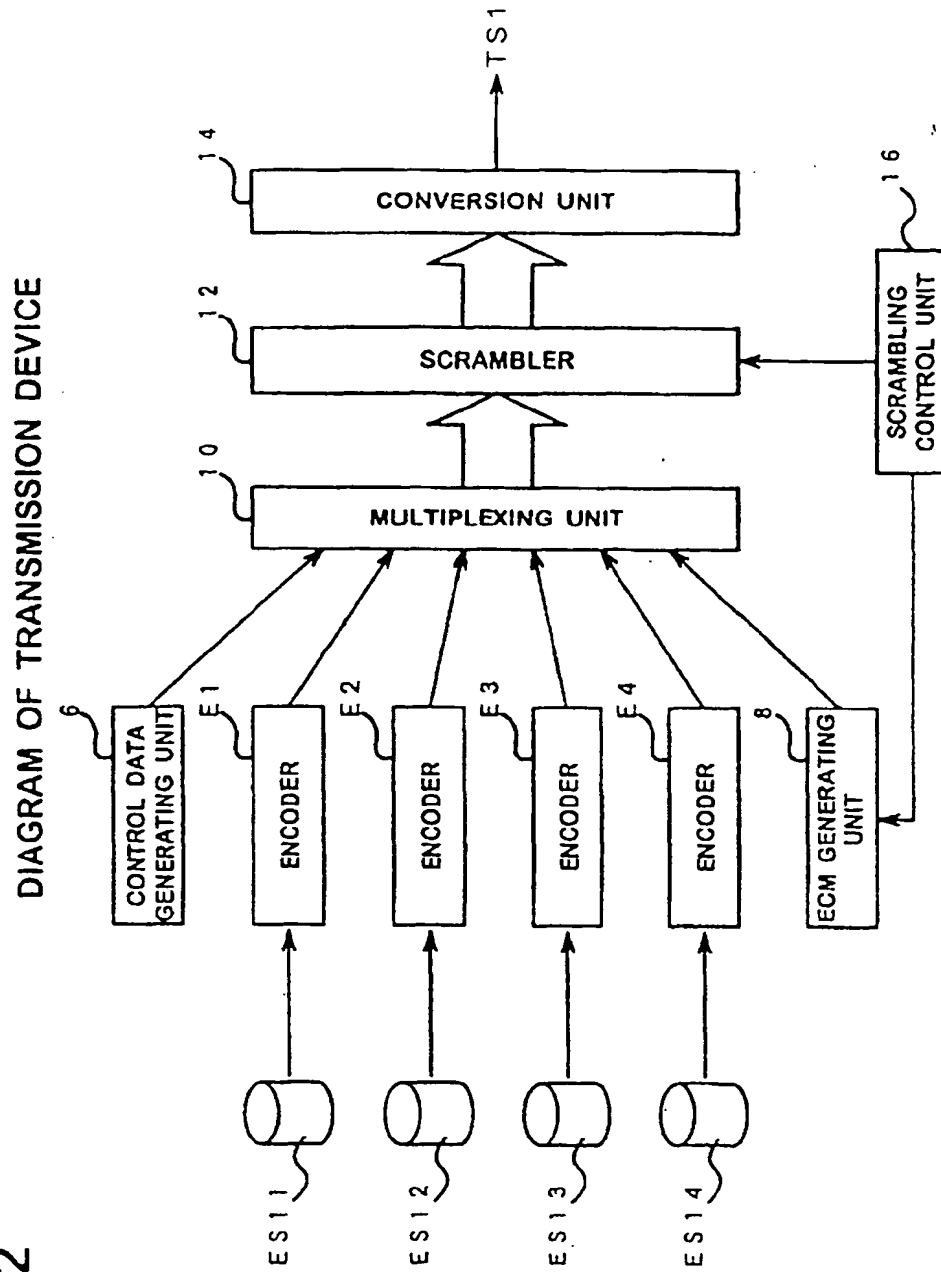 2
DIAGRAM OF TRANSMISSION DEVICE
6
CONTROL DATA
GENERATING UNIT
E1
ENCODER
E2
ENCODER
E3
ENCODER
E4
ENCODER
8
ECM GENERATING
UNIT
ES11
ES12
ES13
ES14
10
MULTIPLEXING UNIT
12
SCRAMBLER
14
CONVERSION UNIT
TS1
16
SCRAMBLING
CONTROL UNIT